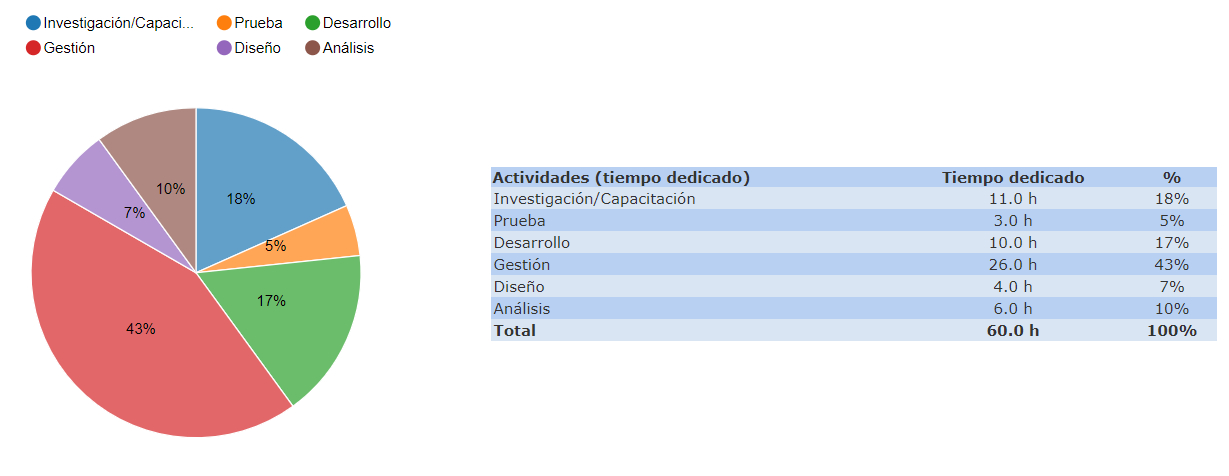 Investigación/Capaci... Prueba Desarrollo
Gestión Diseño Análisis
10% 18%
7%
5%
17%
43%
Actividades (tiempo dedicado) Tiempo dedicado %
Investigación/Capacitación 11.0 h 18%
Prueba 3.0 h 5%
Desarrollo 10.0 h 17%
Gestión 26.0 h 43%
Diseño 4.0 h 7%
Análisis 6.0 h 10%
Total 60.0 h 100%